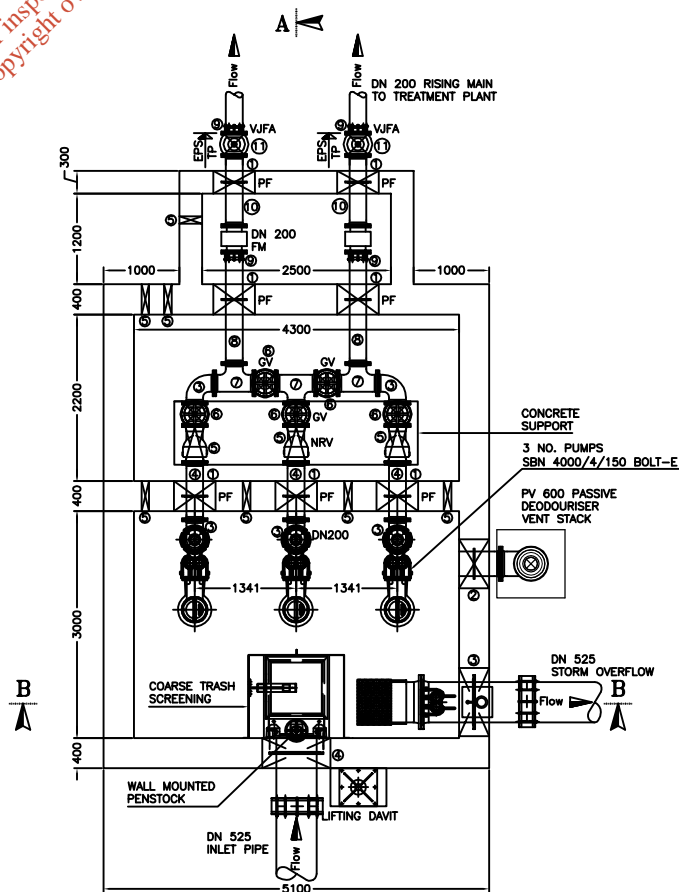 r inspe
opyright o
A
Flow
Flow
DN 200 RISING MAIN
TO TREATMENT PLANT
9
VJFA
9
VJFA
EPS
TP
11
EPS
TP
11
300
1
1
PF
PF
5
10
10
1200
DN 200
FM
9
9
1000
2500
1000
1
1
400
PF
PF
5
5
4300
8
8
6
GV
GV
3
7
7
7
3
2200
6
6
GV
6
6
CONCRETE
SUPPORT
5
NRV
5
5
3 NO. PUMPS
SBN 4000/4/150 BOLT-E
4
1
4
1
4
1
PF
PF
PF
400
5
5
5
5
PV 600 PASSIVE
DEODOURISER
VENT STACK
3
3
DN200
3
1341
1341
2
3000
3
DN 525
STORM OVERFLOW
COARSE TRASH
SCREENING
B
Flow
B
4
400
WALL MOUNTED
PENSTOCK
LIFTING DAVIT
DN 525
INLET PIPE
Flow
5100